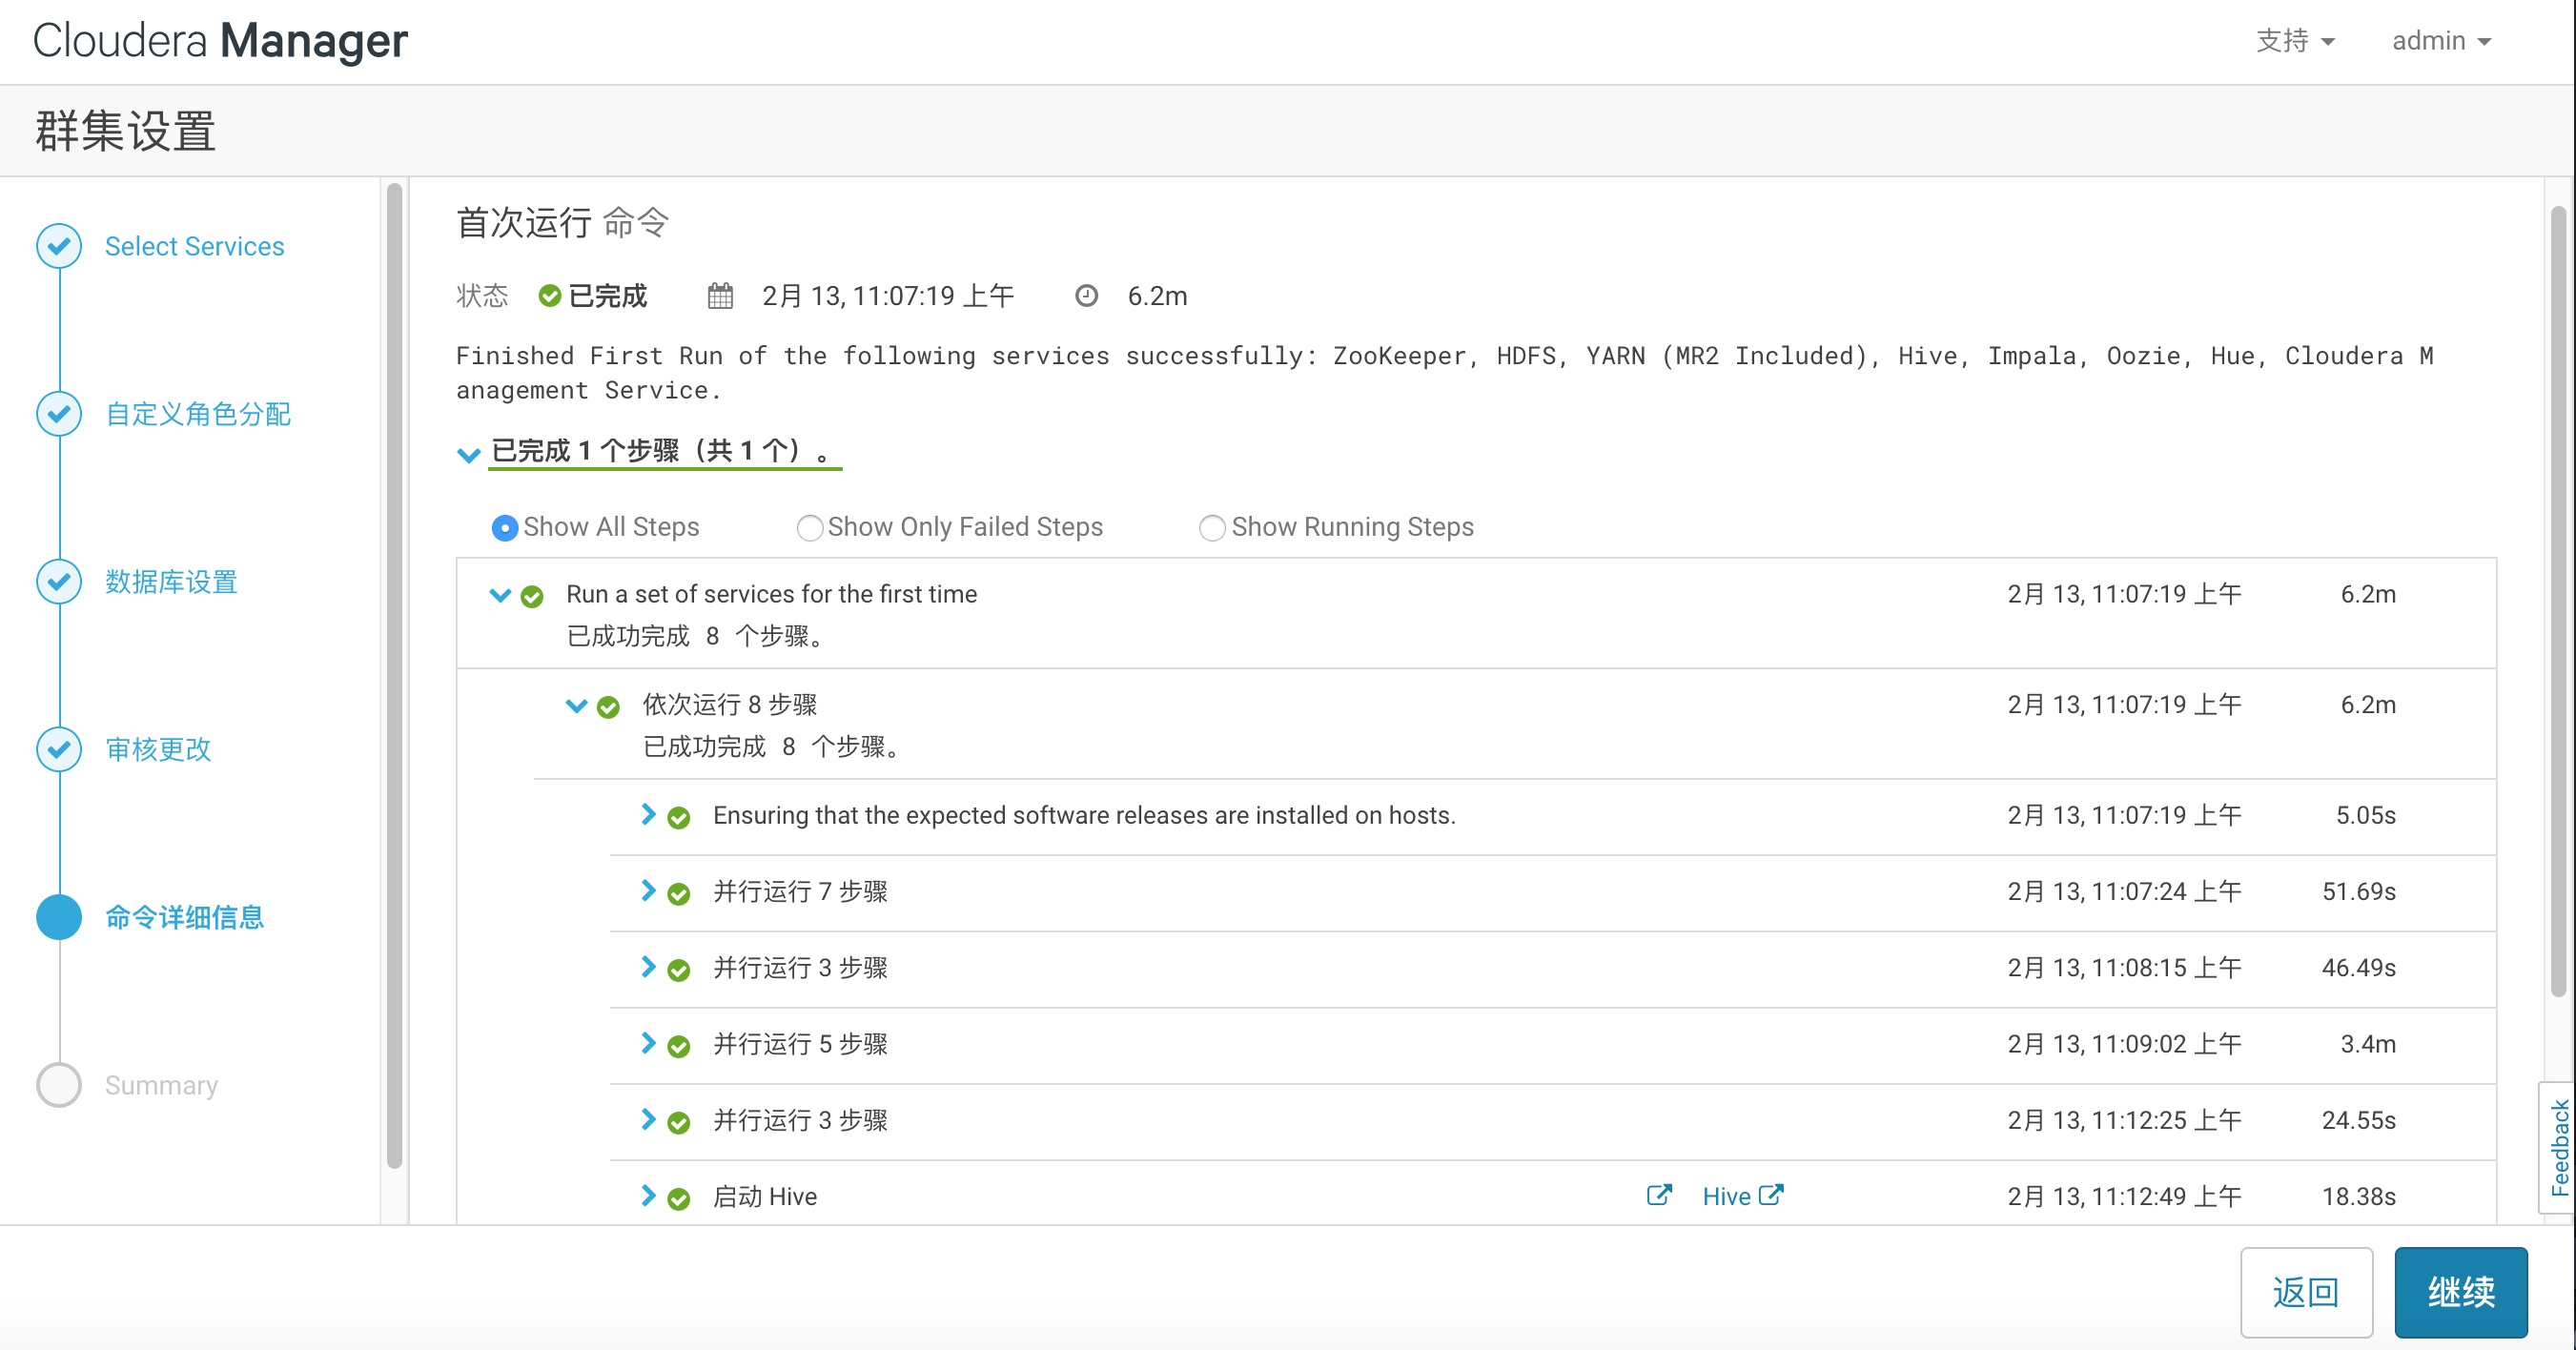 Cloudera Manager
支持
admin
群集设置
Select Services
自定义角色分配
数据库设置
审核更改
命令详细信息
Summary
首次运行 命令
状态 已完成 2月 13, 11:07:19 上午 6.2m
Finished First Run of the following services successfully: ZooKeeper, HDFS, YARN (MR2 Included), Hive, Impala, Oozie, Hue, Cloudera M
anagement Service.
已完成 1 个步骤（共 1 个）。
Show All Steps Show Only Failed Steps Show Running Steps
Run a set of services for the first time 2月 13, 11:07:19 上午 6.2m
已成功完成 8 个步骤。
依次运行 8 步骤 2月 13, 11:07:19 上午 6.2m
已成功完成 8 个步骤。
Ensuring that the expected software releases are installed on hosts. 2月 13, 11:07:19 上午 5.05s
并行运行 7 步骤 2月 13, 11:07:24 上午 51.69s
并行运行 3 步骤 2月 13, 11:08:15 上午 46.49s
并行运行 5 步骤 2月 13, 11:09:02 上午 3.4m
并行运行 3 步骤 2月 13, 11:12:25 上午 24.55s
启动 Hive Hive 2月 13, 11:12:49 上午 18.38s
Feedback
返回
继续